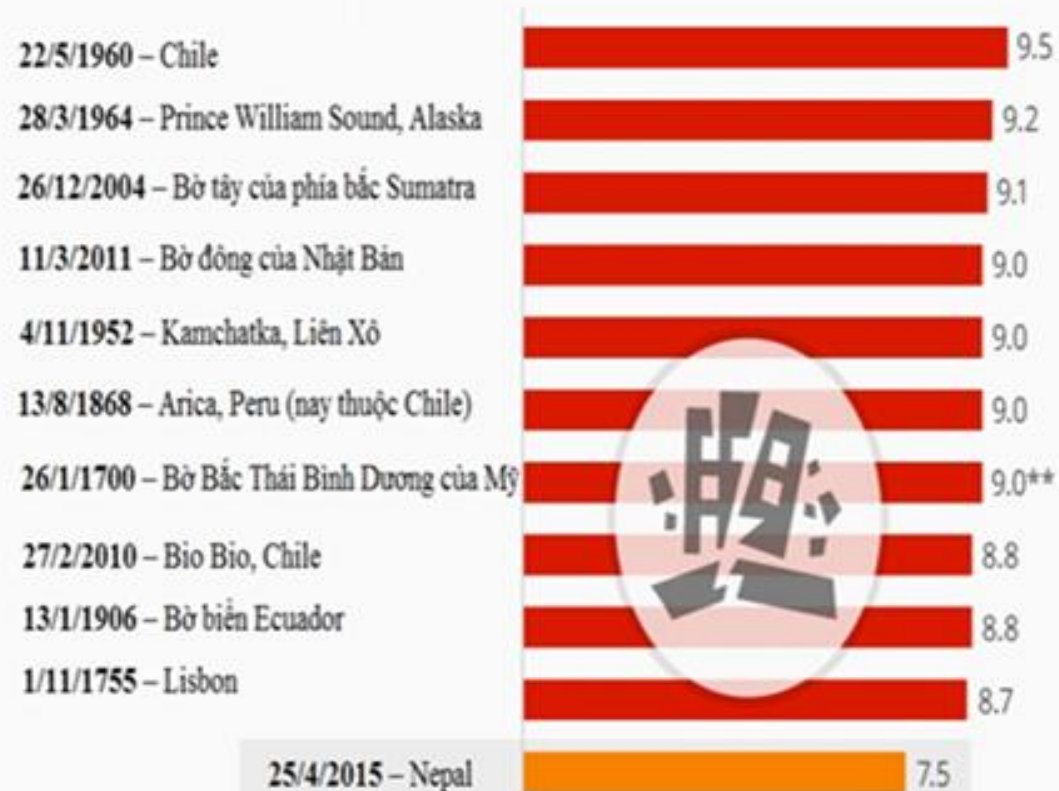 22/5/1960 – Chile 9.5
28/3/1964 – Prince William Sound, Alaska 9.2
26/12/2004 – Bờ tây của phía bắc Sumatra 9.1
11/3/2011 – Bờ đông của Nhật Bản 9.0
4/11/1952 – Kamchatka, Liên Xô 9.0
13/8/1868 – Arica, Peru (nay thuộc Chile) 9.0
26/1/1700 – Bờ Bắc Thái Bình Dương của Mỹ 9.0**
27/2/2010 – Bio Bio, Chile 8.8
13/1/1906 – Bờ biển Ecuador 8.8
1/11/1755 – Lisbon 8.7
25/4/2015 – Nepal 7.5